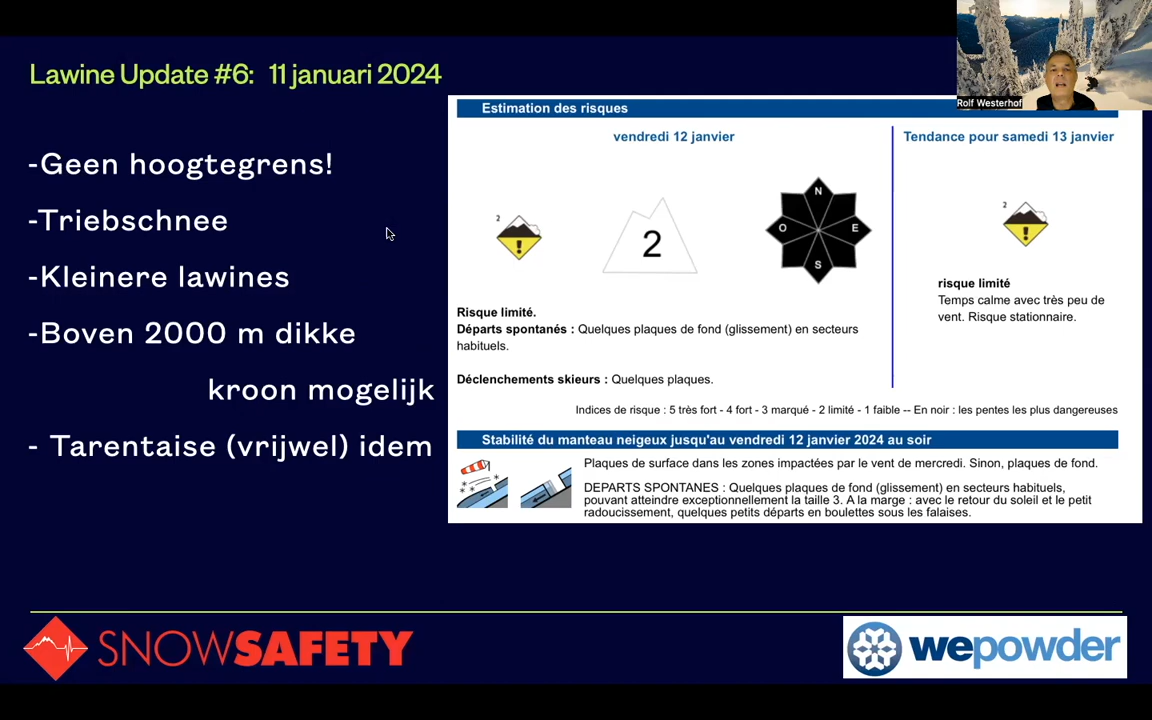 Lawine Update #6: 11 januari 2024
Rolf Westerhof
-Geen hoogtegrens!
-Triebschnee
-Kleinere lawines
-Boven 2000 m dikke
kroon mogelijk
- Tarentaise (vrijwel) idem
Estimation des risques
vendredi 12 janvier
2
2
N
O
E
S
Risque limité.
Départs spontanés : Quelques plaques de fond (glissement) en secteurs
habituels.
Déclenchements skieurs : Quelques plaques.
Tendance pour samedi 13 janvier
2
risque limité
Temps calme avec très peu de
vent. Risque stationnaire.
Indices de risque : 5 très fort - 4 fort - 3 marqué - 2 limité - 1 faible -- En noir : les pentes les plus dangereuses
Stabilité du manteau neigeux jusqu'au vendredi 12 janvier 2024 au soir
Plaques de surface dans les zones impactées par le vent de mercredi. Sinon, plaques de fond.
DEPARTS SPONTANES : Quelques plaques de fond (glissement) en secteurs habituels,
pouvant atteindre exceptionnellement la taille 3. A la marge : avec le retour du soleil et le petit
radoucissement, quelques petits départs en boulettes sous les falaises.
SNOWSAFETY
wepowder